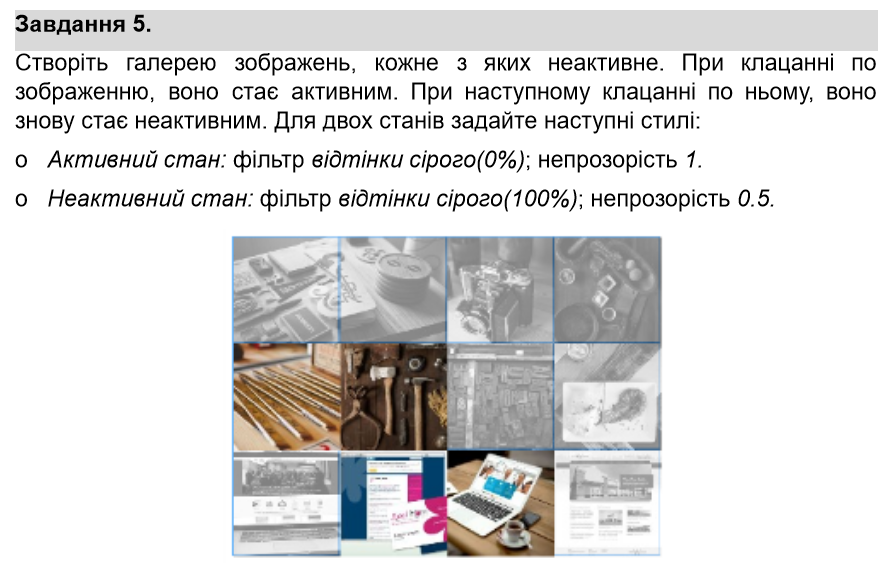 Завдання 5.
Створіть галерею зображень, кожне з яких неактивне. При клацанні по
зображенню, воно стає активним. При наступному клацанні по ньому, воно
знову стає неактивним. Для двох станів задайте наступні стилі:
o Активний стан: фільтр відтінки сірого(0%); непрозорість 1.
o Неактивний стан: фільтр відтінки сірого(100%); непрозорість 0.5.